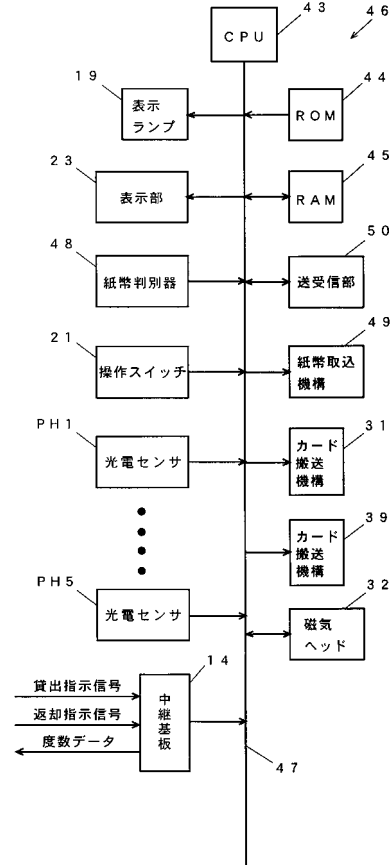 43
CPU
46
19
表示
ランプ
44
ROM
23
表示部
45
RAM
48
紙幣判別器
50
送受信部
21
操作スイッチ
49
紙幣取込
機構
PH1
光電センサ
31
カード
搬送
機構
39
カード
搬送
機構
PH5
光電センサ
32
磁気
ヘッド
14
貸出指示信号
返却指示信号
度数データ
中継基板
47